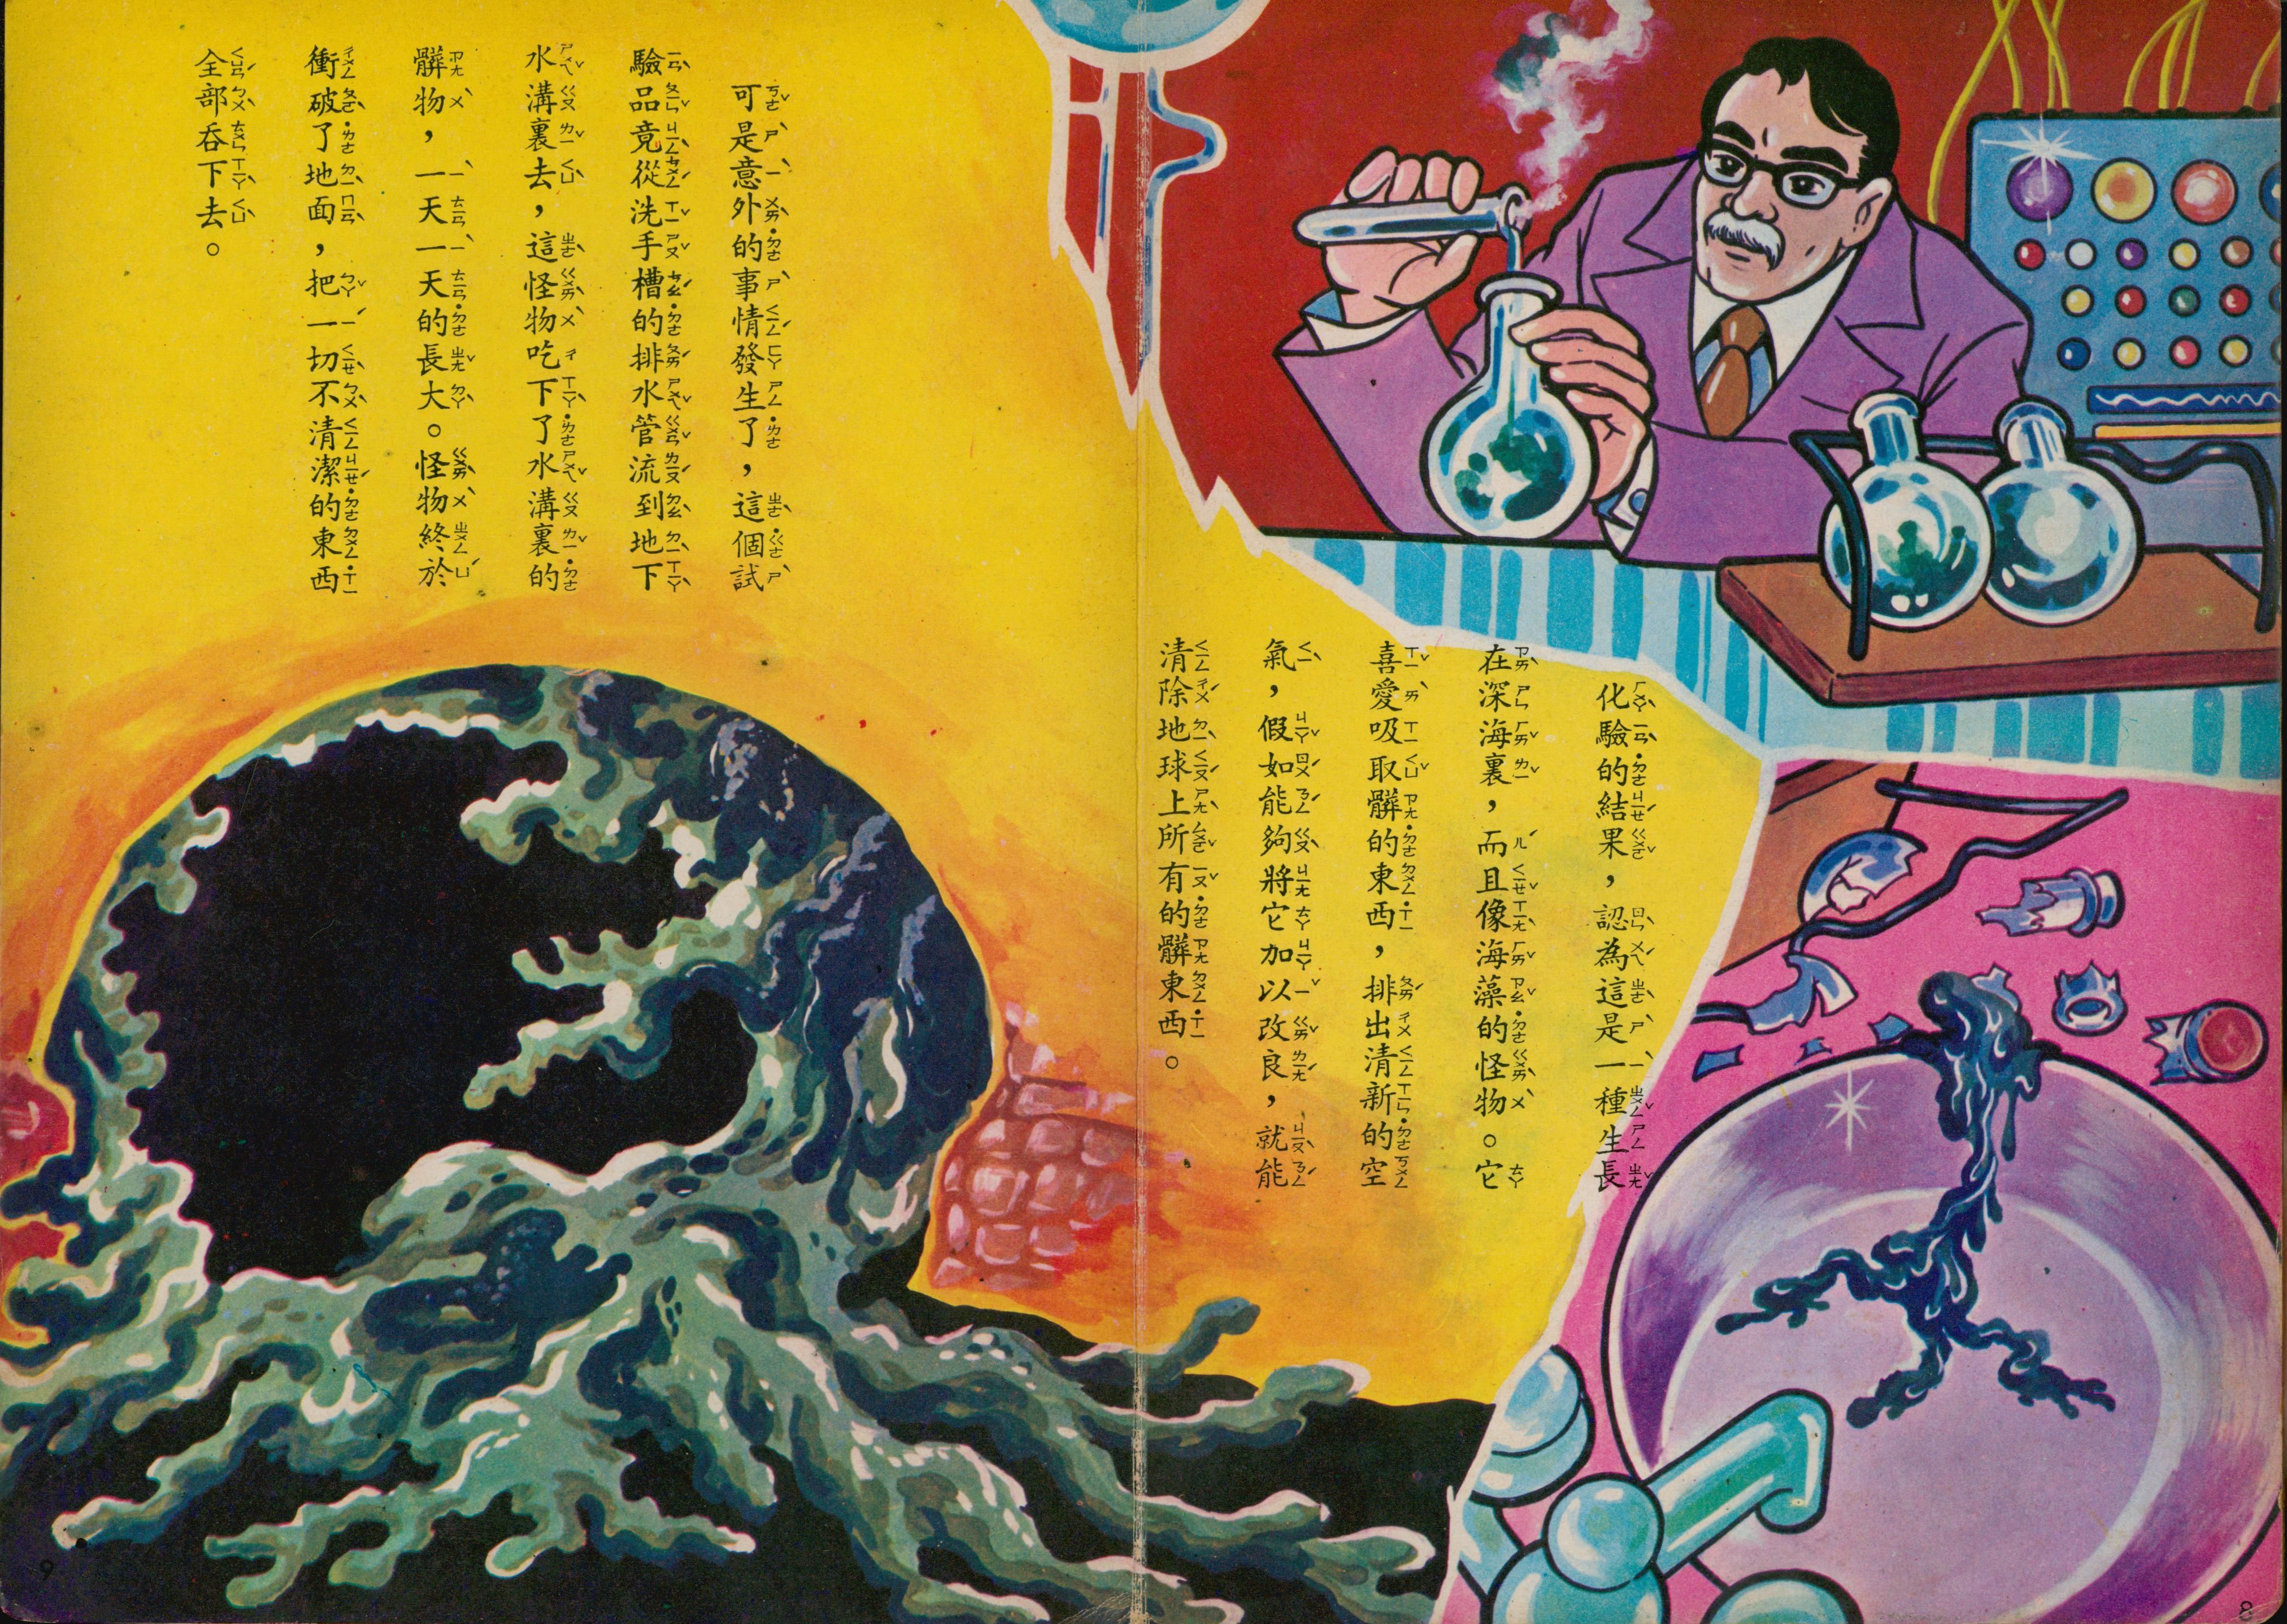 化驗的結果，認為這是一種生長
在深海裏，而且像海藻的怪物。它
喜愛吸取髒的東西，排出清新的空
氣，假如能夠將它加以改良，就能
清除地球上所有的髒東西。
8
可是意外的事情發生了，這個試
驗品竟從洗手槽的排水管流到地下
水溝裏去，這怪物吃下了水溝裏的
髒物，一天一天的長大。怪物終於
衝破了地面，把一切不清潔的東西
全部吞下去。
9